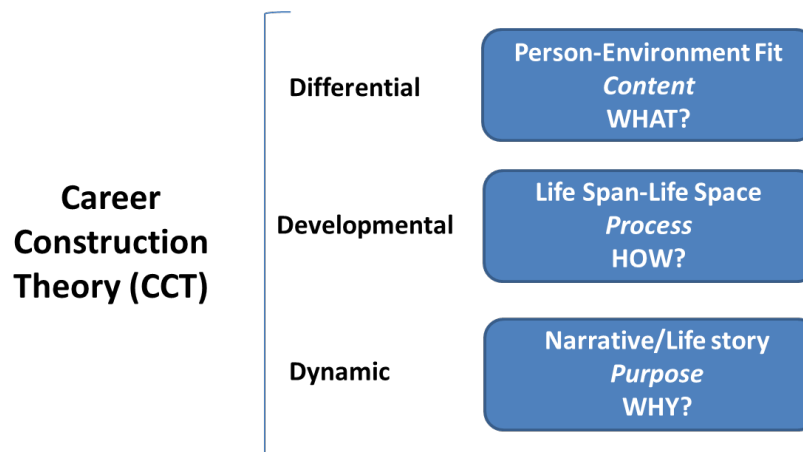 Career
Construction
Theory (CCT)
Differential
Person-Environment Fit
Content
WHAT?
Developmental
Life Span-Life Space
Process
HOW?
Dynamic
Narrative/Life story
Purpose
WHY?